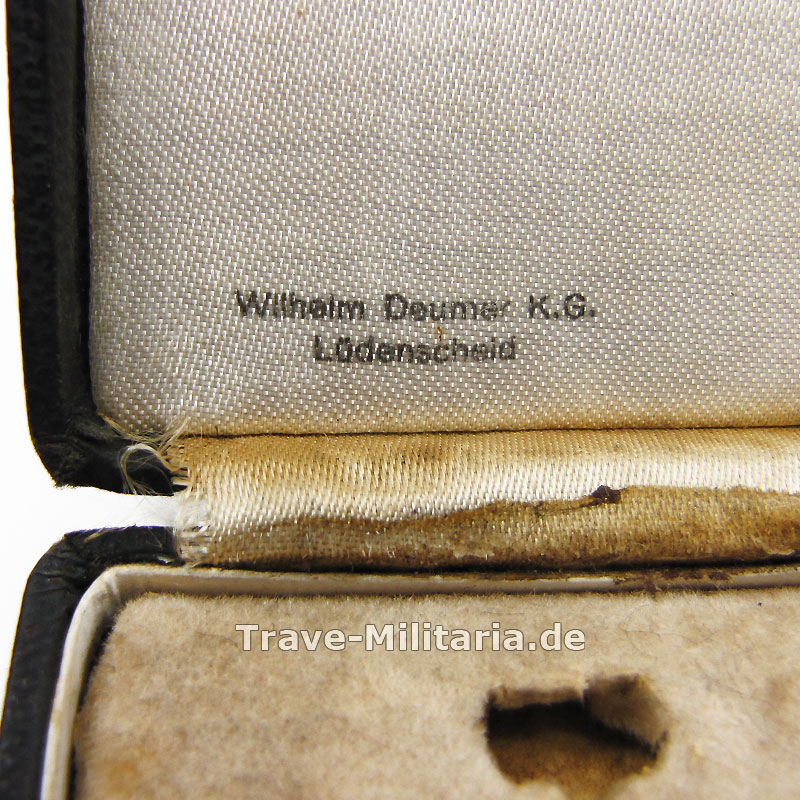 Wilhelm Deumer K.G.
Lüdenscheid
Trave-Militaria.de